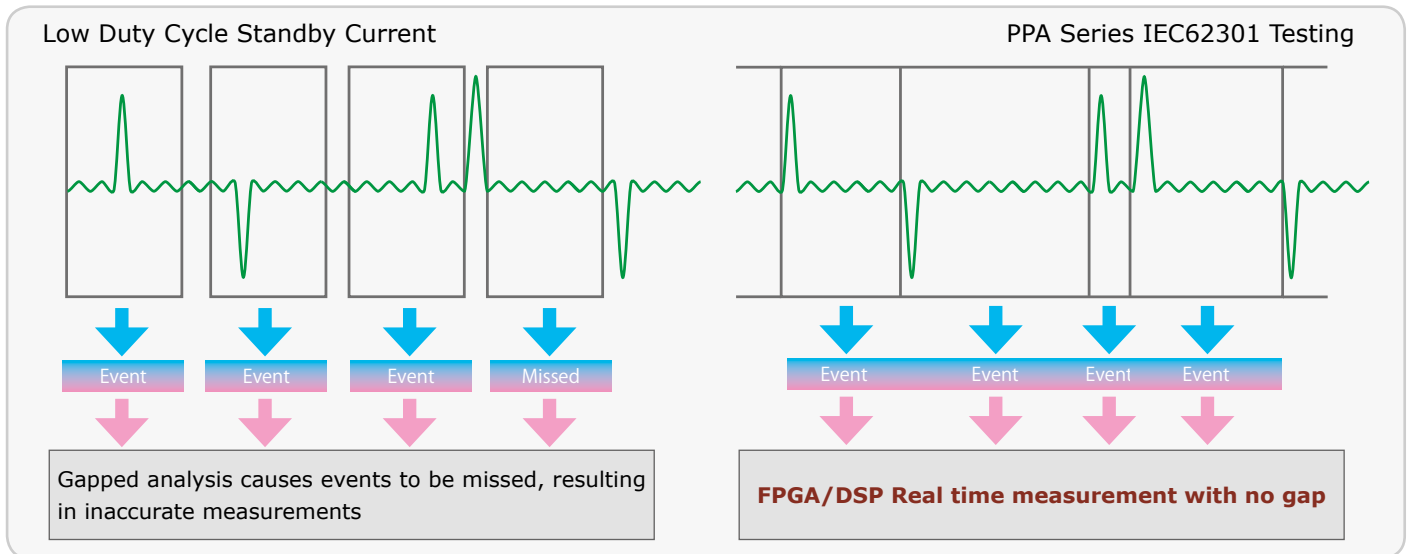 Low Duty Cycle Standby Current
PPA Series IEC62301 Testing
Event
Event
Event
Missed
Event
Event
Event
Event
Gapped analysis causes events to be missed, resulting
in inaccurate measurements
FPGA/DSP Real time measurement with no gap